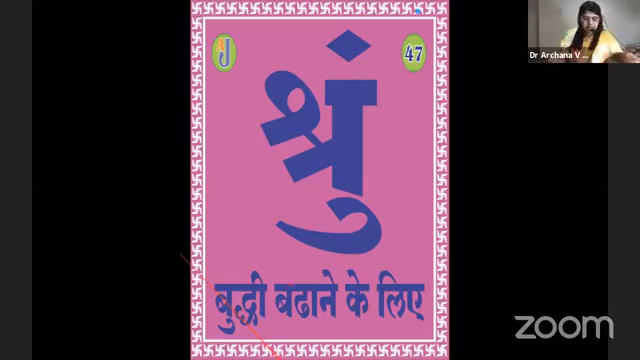 J
47
Dr Archana V ...
श्रुं
बुद्धी बढाने के लिए
zoom